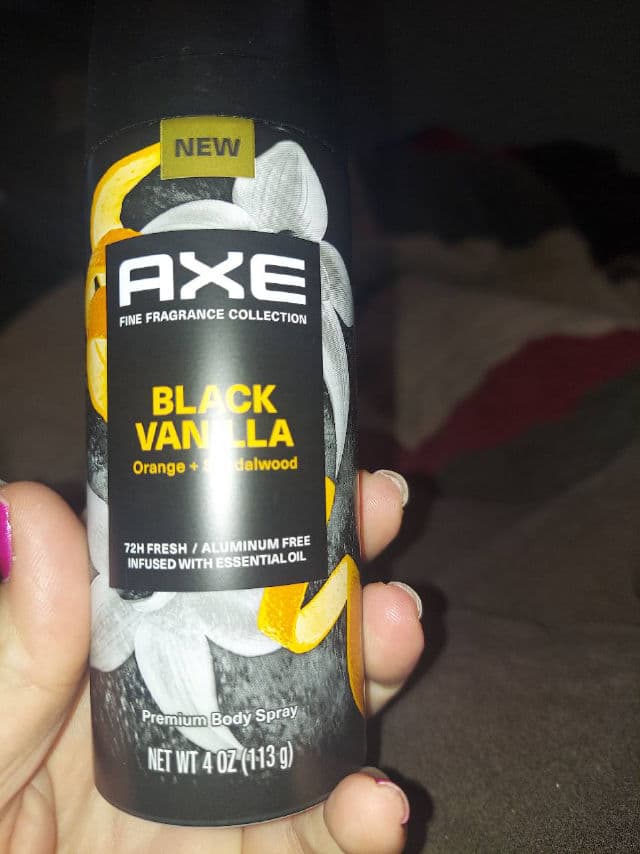 NEW
AXE
FINE FRAGRANCE COLLECTION
BLACK
VANILLA
Orange + Sandalwood
72H FRESH / ALUMINUM FREE
INFUSED WITH ESSENTIAL OIL
Premium Body Spray
NET WT 4 OZ (113 g)